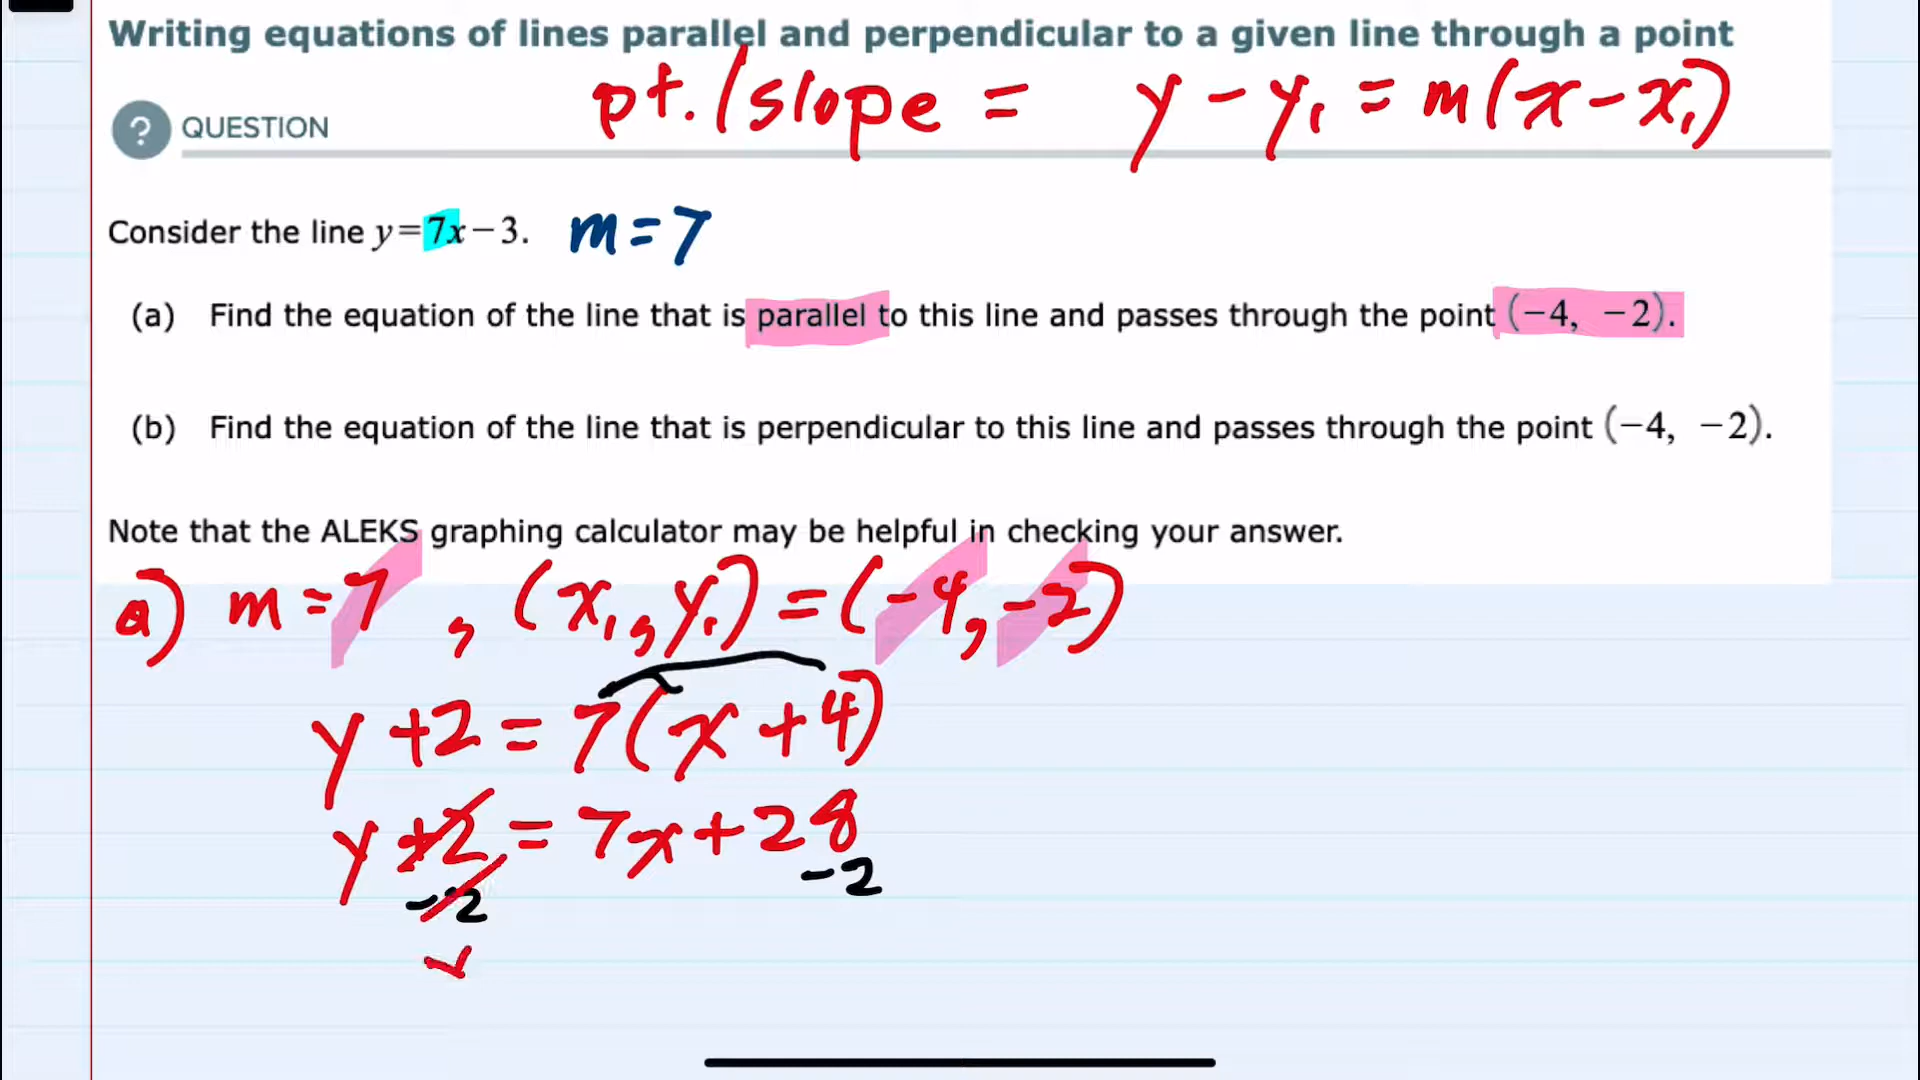 Writing equations of lines parallel and perpendicular to a given line through a point
pt./slope = y - y₁ = m(x - x₁)
? QUESTION
Consider the line y=7x−3. m=7
(a) Find the equation of the line that is parallel to this line and passes through the point (−4, −2).
(b) Find the equation of the line that is perpendicular to this line and passes through the point (−4, −2).
Note that the ALEKS graphing calculator may be helpful in checking your answer.
a) m=7, (x₁, y₁) = (-4, -2)
y +2 = 7(x +4)
y +2 = 7x+28
-2 -2